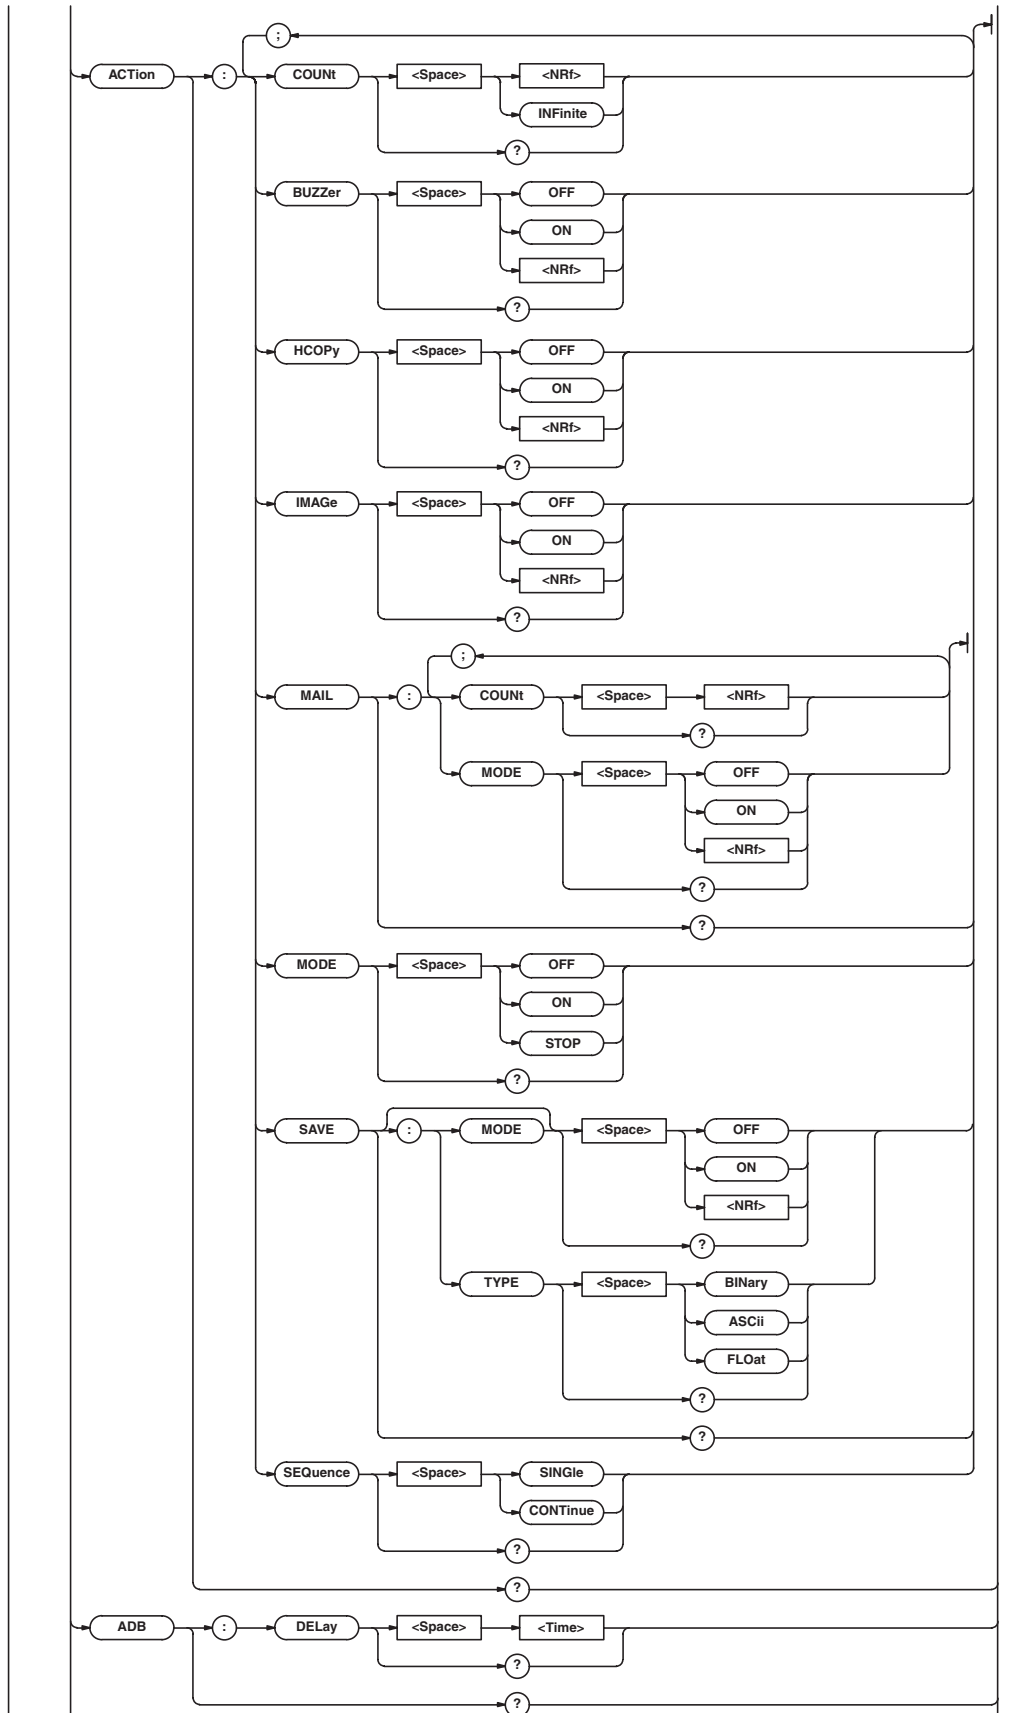 ;
ACTion : COUNt <Space> <NRf>
INFinite
?
BUZZer <Space> OFF
ON
<NRf>
?
HCOPy <Space> OFF
ON
<NRf>
?
IMAGe <Space> OFF
ON
<NRf>
?
;
MAIL : COUNt <Space> <NRf>
?
MODE <Space> OFF
ON
<NRf>
?
?
MODE <Space> OFF
ON
STOP
?
SAVE : MODE <Space> OFF
ON
<NRf>
?
TYPE <Space> BINary
ASCii
FLOat
?
?
SEQuence <Space> SINGle
CONTinue
?
?
ADB : DELay <Space> <Time>
?
?